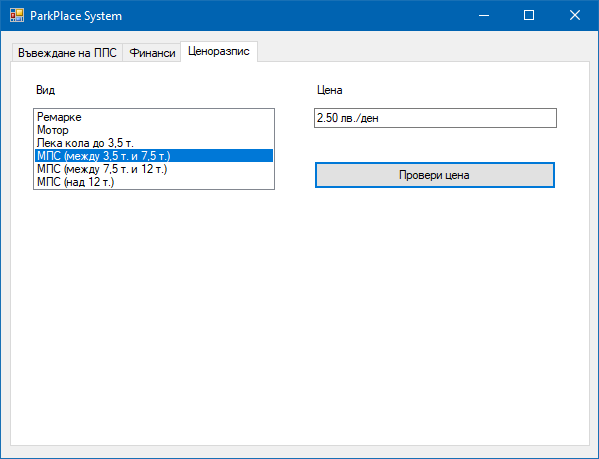 ParkPlace System
Въвеждане на ППС Финанси Ценоразпис
Вид
Цена
Ремарке
Мотор
Лека кола до 3,5 т.
МПС (между 3,5 т. и 7,5 т.)
МПС (между 7,5 т. и 12 т.)
МПС (над 12 т.)
2.50 лв./ден
Провери цена